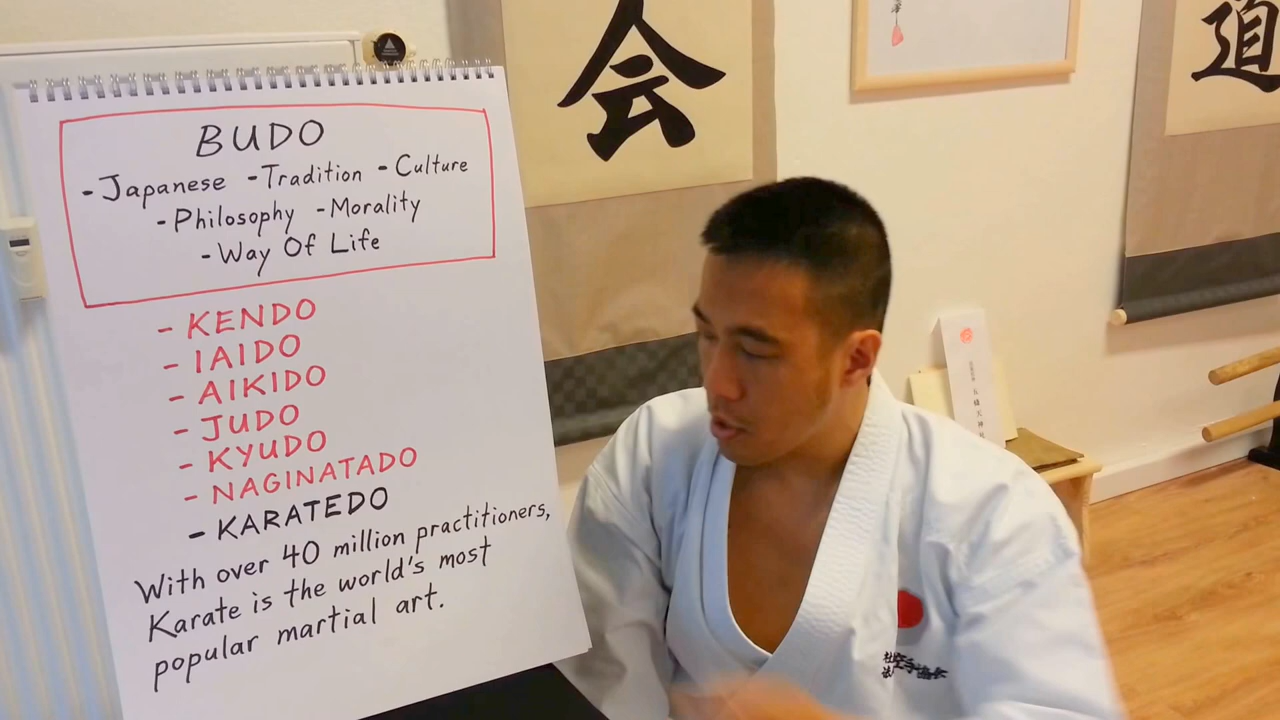 BUDO
- Japanese - Tradition - Culture
- Philosophy - Morality
- Way Of Life
- KENDO
- IAIDO
- AIKIDO
- JUDO
- KYUDO
- NAGINATADO
- KARATEDO
With over 40 million practitioners,
Karate is the world's most
popular martial art.
会
道